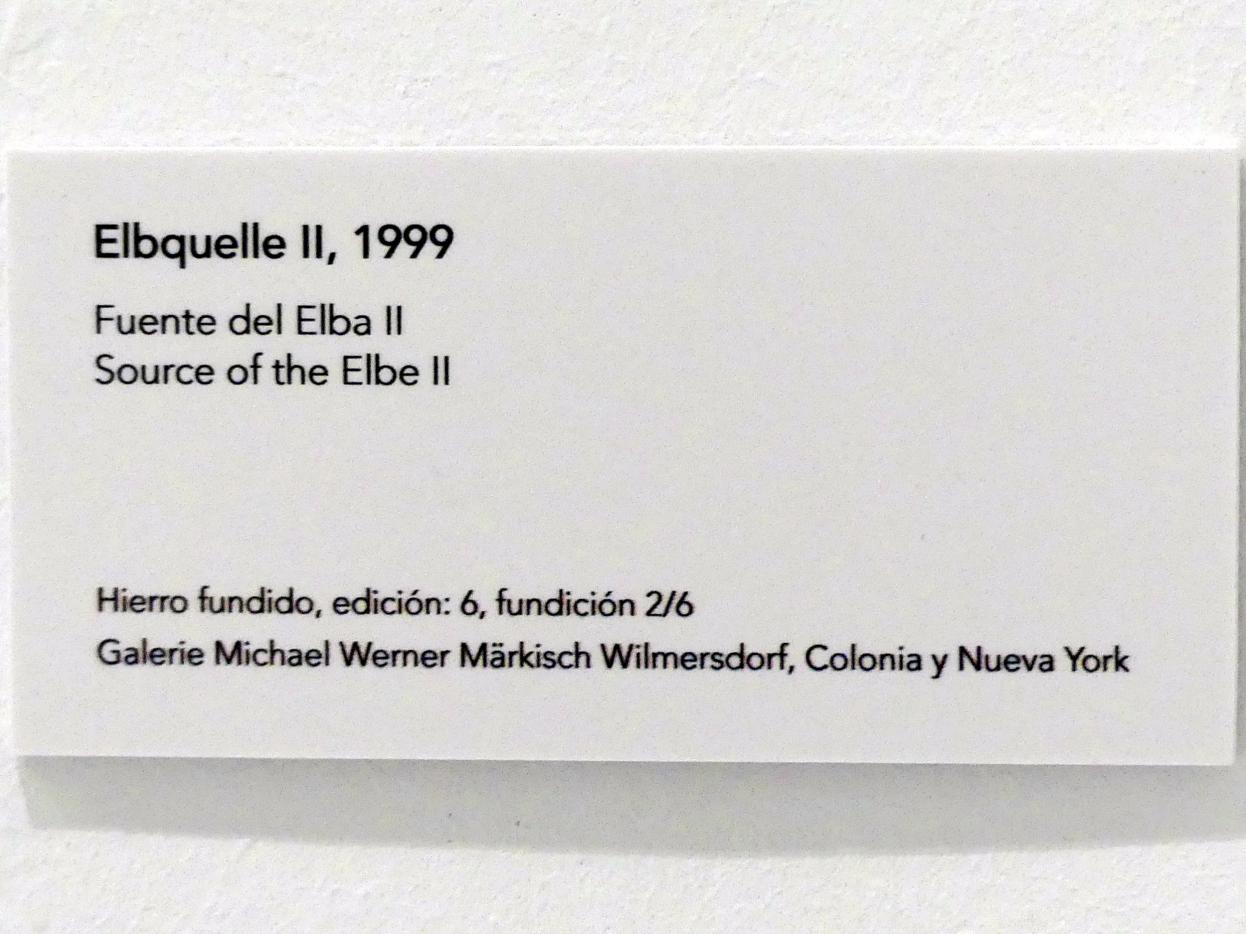 Elbquelle II, 1999
Fuente del Elba II
Source of the Elbe II
Hierro fundido, edición: 6, fundición 2/6
Galerie Michael Werner Märkisch Wilmersdorf, Colonia y Nueva York